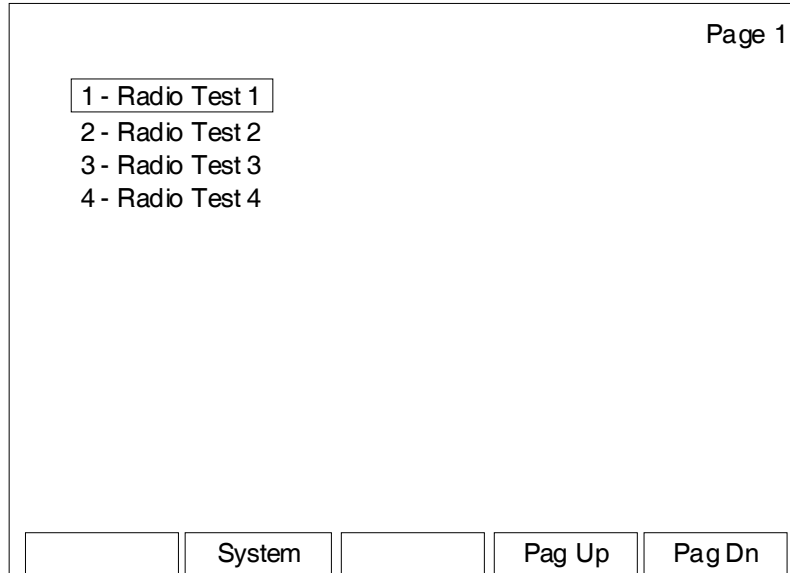 Page 1
1 - Radio Test 1
2 - Radio Test 2
3 - Radio Test 3
4 - Radio Test 4
System Pag Up Pag Dn